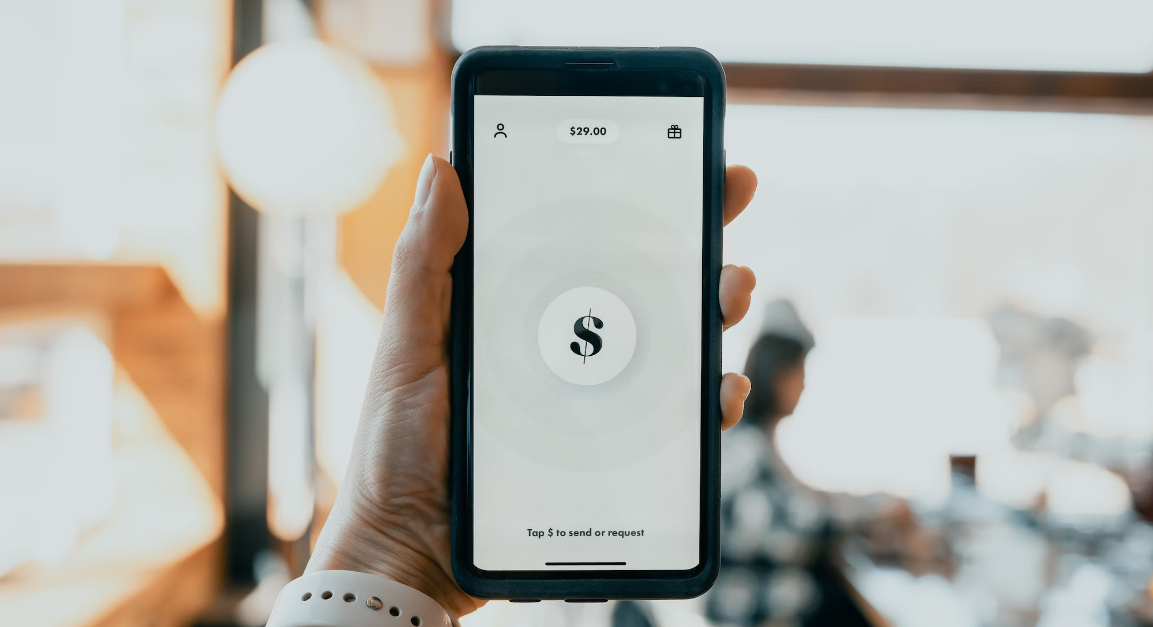 $29.00
$
Tap $ to send or request